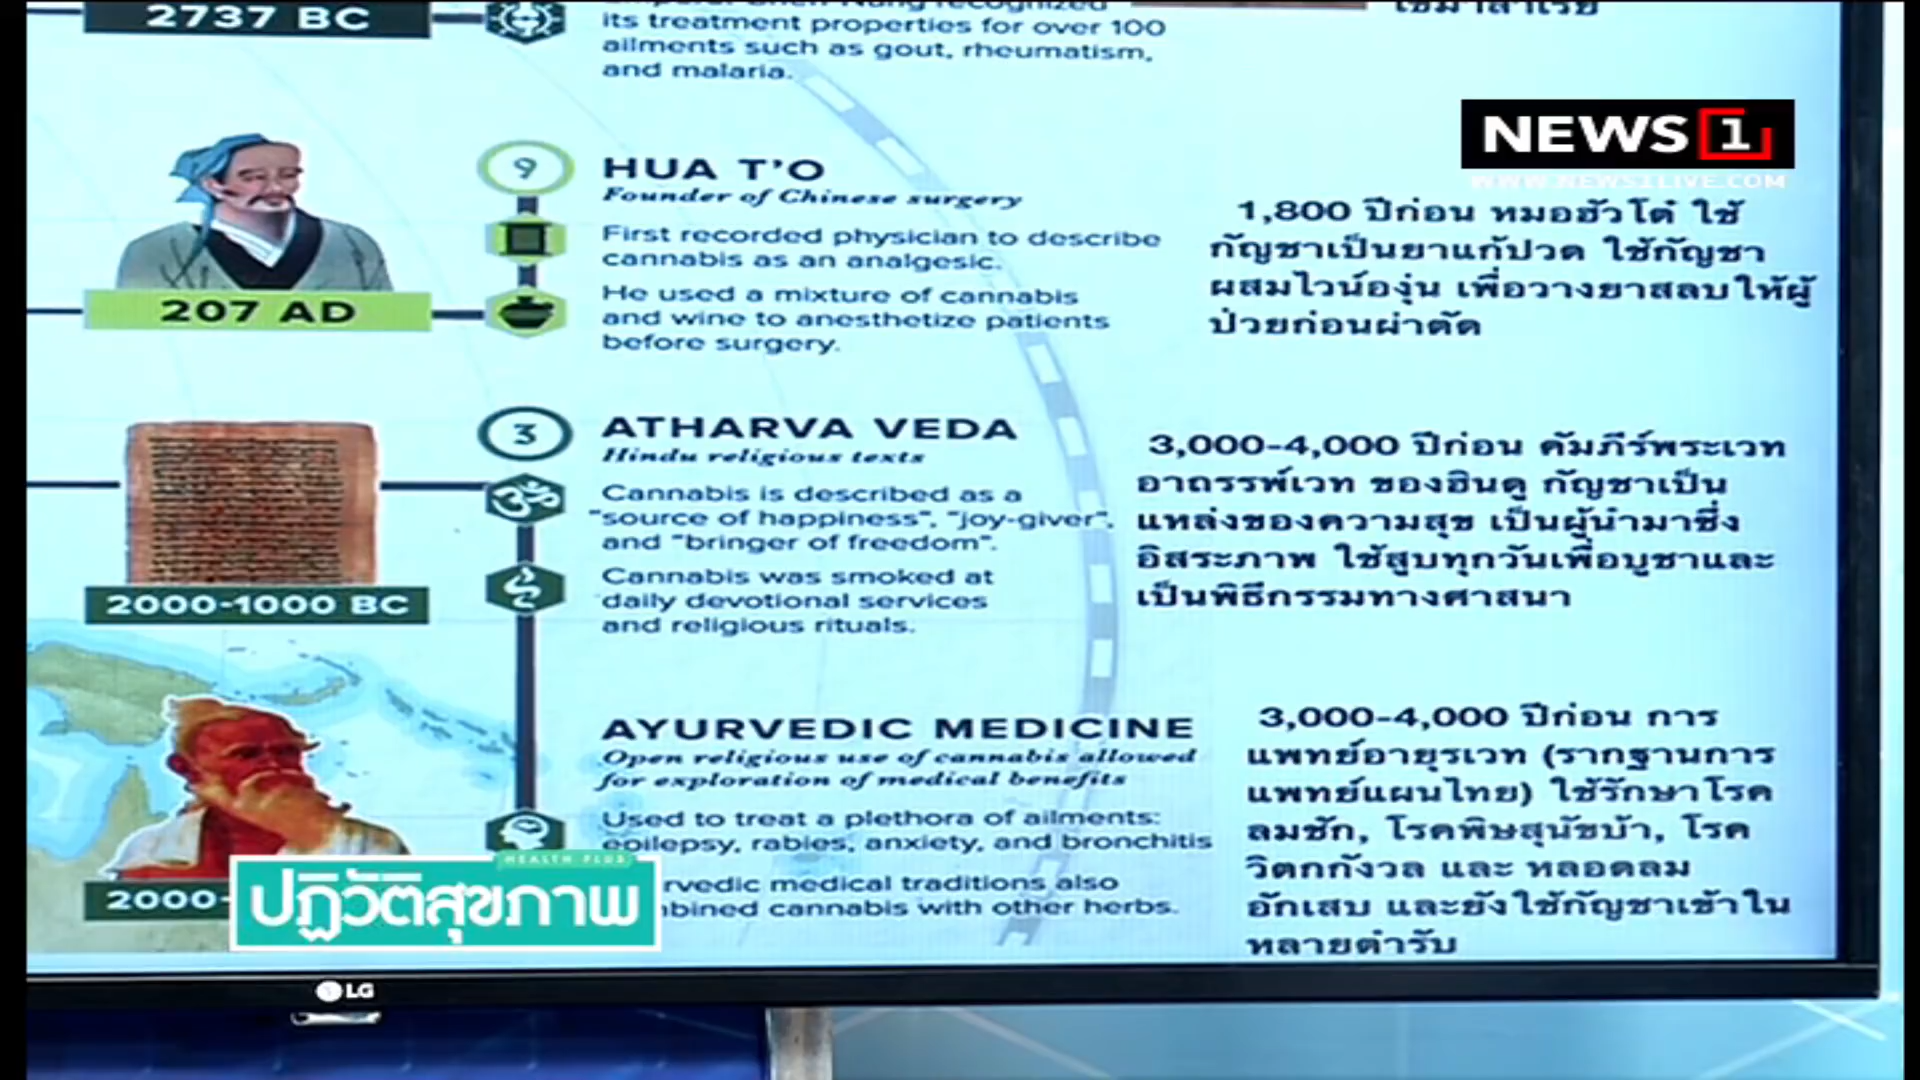 2737 BC
its treatment properties for over 100
ailments such as gout, rheumatism,
and malaria.
NEWS 1
WWW.NEWS1LIVE.COM
9
HUA T'O
Founder of Chinese surgery
First recorded physician to describe
cannabis as an analgesic.
He used a mixture of cannabis
and wine to anesthetize patients
before surgery.
207 AD
1,800 ปีก่อน หมอฮัวโต๋ ใช้
กัญชาเป็นยาแก้ปวด ใช้กัญชา
ผสมไวน์องุ่น เพื่อวางยาสลบให้ผู้
ป่วยก่อนผ่าตัด
3
ATHARVA VEDA
Hindu religious texts
Cannabis is described as a
"source of happiness", "joy-giver",
and "bringer of freedom".
Cannabis was smoked at
daily devotional services
and religious rituals.
2000-1000 BC
3,000-4,000 ปีก่อน คัมภีร์พระเวท
อาถรรพ์เวท ของฮินดู กัญชาเป็น
แหล่งของความสุข เป็นผู้นำมาซึ่ง
อิสระภาพ ใช้สูบทุกวันเพื่อบูชาและ
เป็นพิธีกรรมทางศาสนา
AYURVEDIC MEDICINE
Open religious use of cannabis allowed
for exploration of medical benefits
Used to treat a plethora of ailments:
epilepsy, rabies, anxiety, and bronchitis
rvedic medical traditions also
bined cannabis with other herbs.
2000-
3,000-4,000 ปีก่อน การ
แพทย์อายุรเวท (รากฐานการ
แพทย์แผนไทย) ใช้รักษาโรค
ลมชัก, โรคพิษสุนัขบ้า, โรค
วิตกกังวล และ หลอดลม
อักเสบ และยังใช้กัญชาเข้าใน
หลายตำรับ
HEALTH PLUS
ปฏิวัติสุขภาพ
LG